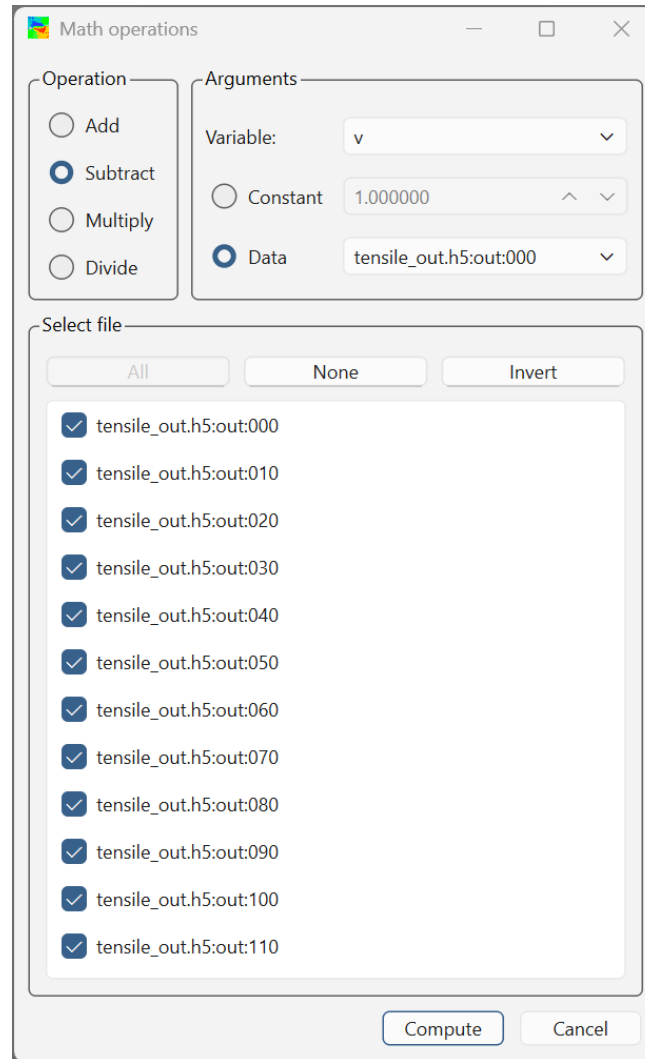 Math operations
Operation
Add
Subtract
Multiply
Divide
Arguments
Variable: v
Constant 1.000000
Data tensile_out.h5:out:000
Select file
All None Invert
tensile_out.h5:out:000
tensile_out.h5:out:010
tensile_out.h5:out:020
tensile_out.h5:out:030
tensile_out.h5:out:040
tensile_out.h5:out:050
tensile_out.h5:out:060
tensile_out.h5:out:070
tensile_out.h5:out:080
tensile_out.h5:out:090
tensile_out.h5:out:100
tensile_out.h5:out:110
Compute Cancel